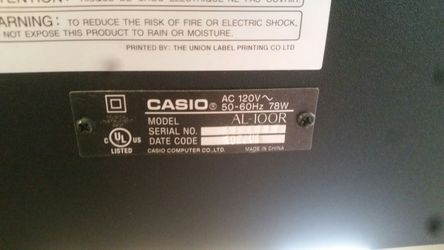 WARNING: TO REDUCE THE RISK OF FIRE OR ELECTRIC SHOCK,
NOT EXPOSE THIS PRODUCT TO RAIN OR MOISTURE.
PRINTED BY: THE UNION LABEL PRINTING CO LTD
CASIO® AC 120V~
50-60Hz 78W
MODEL AL-100R
SERIAL NO.
DATE CODE
C UL US
LISTED
CASIO COMPUTER CO.,LTD. MADE IN CHINA